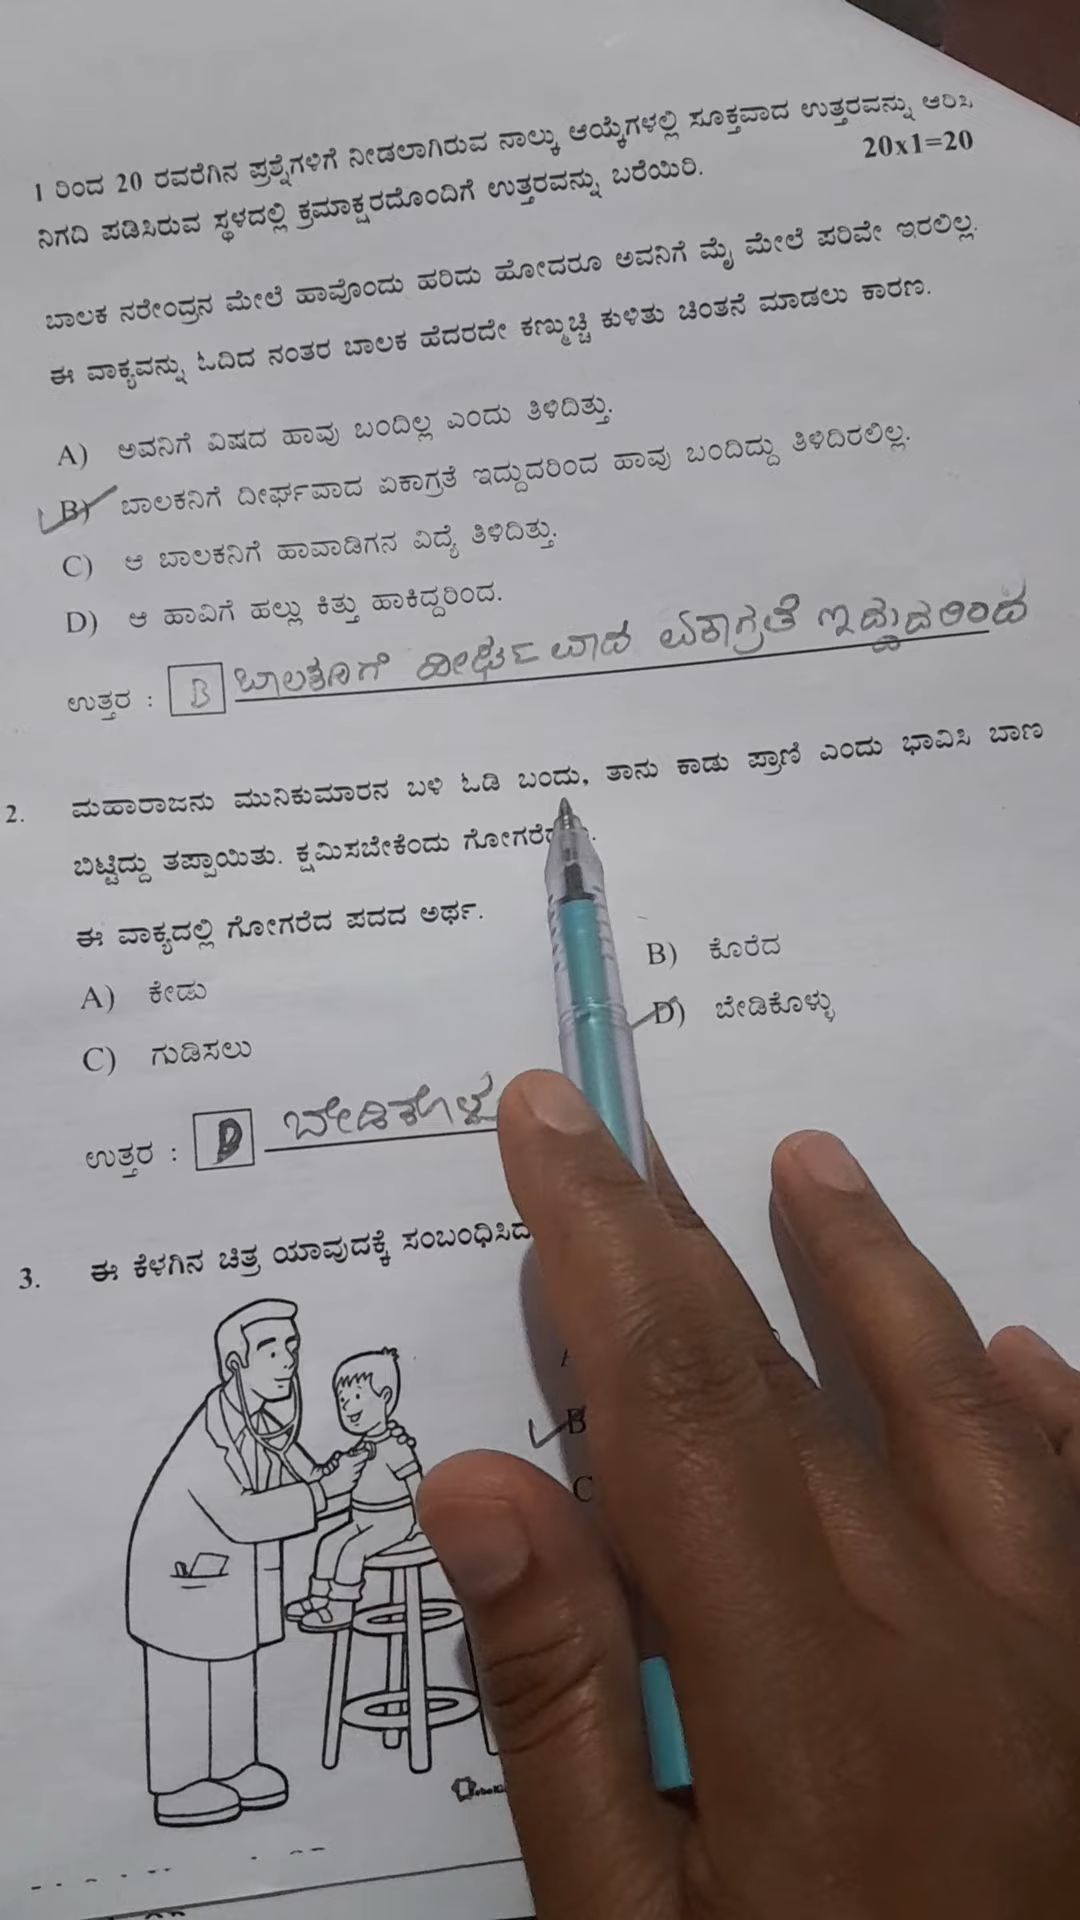 1 ರಿಂದ 20 ರವರೆಗಿನ ಪ್ರಶ್ನೆಗಳಿಗೆ ನೀಡಲಾಗಿರುವ ನಾಲ್ಕು ಆಯ್ಕೆಗಳಲ್ಲಿ ಸೂಕ್ತವಾದ ಉತ್ತರವನ್ನು ಆರಿಸಿ
ನಿಗದಿ ಪಡಿಸಿರುವ ಸ್ಥಳದಲ್ಲಿ ಕ್ರಮಾಕ್ಷರದೊಂದಿಗೆ ಉತ್ತರವನ್ನು ಬರೆಯಿರಿ. 20x1=20
ಬಾಲಕ ನರೇಂದ್ರನ ಮೇಲೆ ಹಾವೊಂದು ಹರಿದು ಹೋದರೂ ಅವನಿಗೆ ಮೈ ಮೇಲೆ ಪರಿವೇ ಇರಲಿಲ್ಲ.
ಈ ವಾಕ್ಯವನ್ನು ಓದಿದ ನಂತರ ಬಾಲಕ ಹೆದರದೇ ಕಣ್ಮುಚ್ಚಿ ಕುಳಿತು ಚಿಂತನೆ ಮಾಡಲು ಕಾರಣ.
A) ಅವನಿಗೆ ವಿಷದ ಹಾವು ಬಂದಿಲ್ಲ ಎಂದು ತಿಳಿದಿತ್ತು.
B) ಬಾಲಕನಿಗೆ ದೀರ್ಘವಾದ ಏಕಾಗ್ರತೆ ಇದ್ದುದರಿಂದ ಹಾವು ಬಂದಿದ್ದು ತಿಳಿದಿರಲಿಲ್ಲ.
C) ಆ ಬಾಲಕನಿಗೆ ಹಾವಾಡಿಗನ ವಿದ್ಯೆ ತಿಳಿದಿತ್ತು.
D) ಆ ಹಾವಿಗೆ ಹಲ್ಲು ಕಿತ್ತು ಹಾಕಿದ್ದರಿಂದ.
ಉತ್ತರ : B ಬಾಲಕನಿಗೆ ದೀರ್ಘವಾದ ಏಕಾಗ್ರತೆ ಇದ್ದುದರಿಂದ
2. ಮಹಾರಾಜನು ಮುನಿಕುಮಾರನ ಬಳಿ ಓಡಿ ಬಂದು, ತಾನು ಕಾಡು ಪ್ರಾಣಿ ಎಂದು ಭಾವಿಸಿ ಬಾಣ
ಬಿಟ್ಟಿದ್ದು ತಪ್ಪಾಯಿತು. ಕ್ಷಮಿಸಬೇಕೆಂದು
ಈ ವಾಕ್ಯದಲ್ಲಿ ಗೋಗರೆದ ಪದದ ಅರ್ಥ.
A) ಕೇಡು B) ಕೊರೆದ
C) ಗುಡಿಸಲು D) ಬೇಡಿಕೊಳ್ಳು
ಉತ್ತರ : D
3. ಈ ಕೆಳಗಿನ ಚಿತ್ರ ಯಾವುದಕ್ಕೆ
B
C